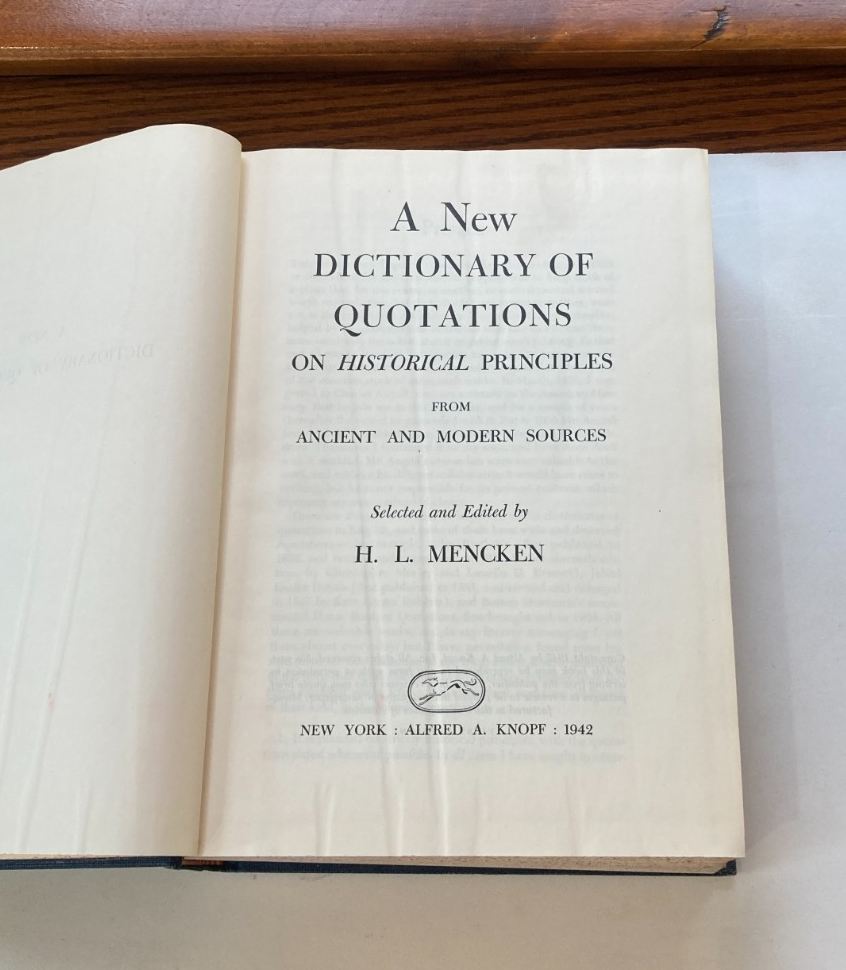 A New
DICTIONARY OF
QUOTATIONS
ON HISTORICAL PRINCIPLES
FROM
ANCIENT AND MODERN SOURCES
Selected and Edited by
H. L. MENCKEN
NEW YORK : ALFRED A. KNOPF : 1942